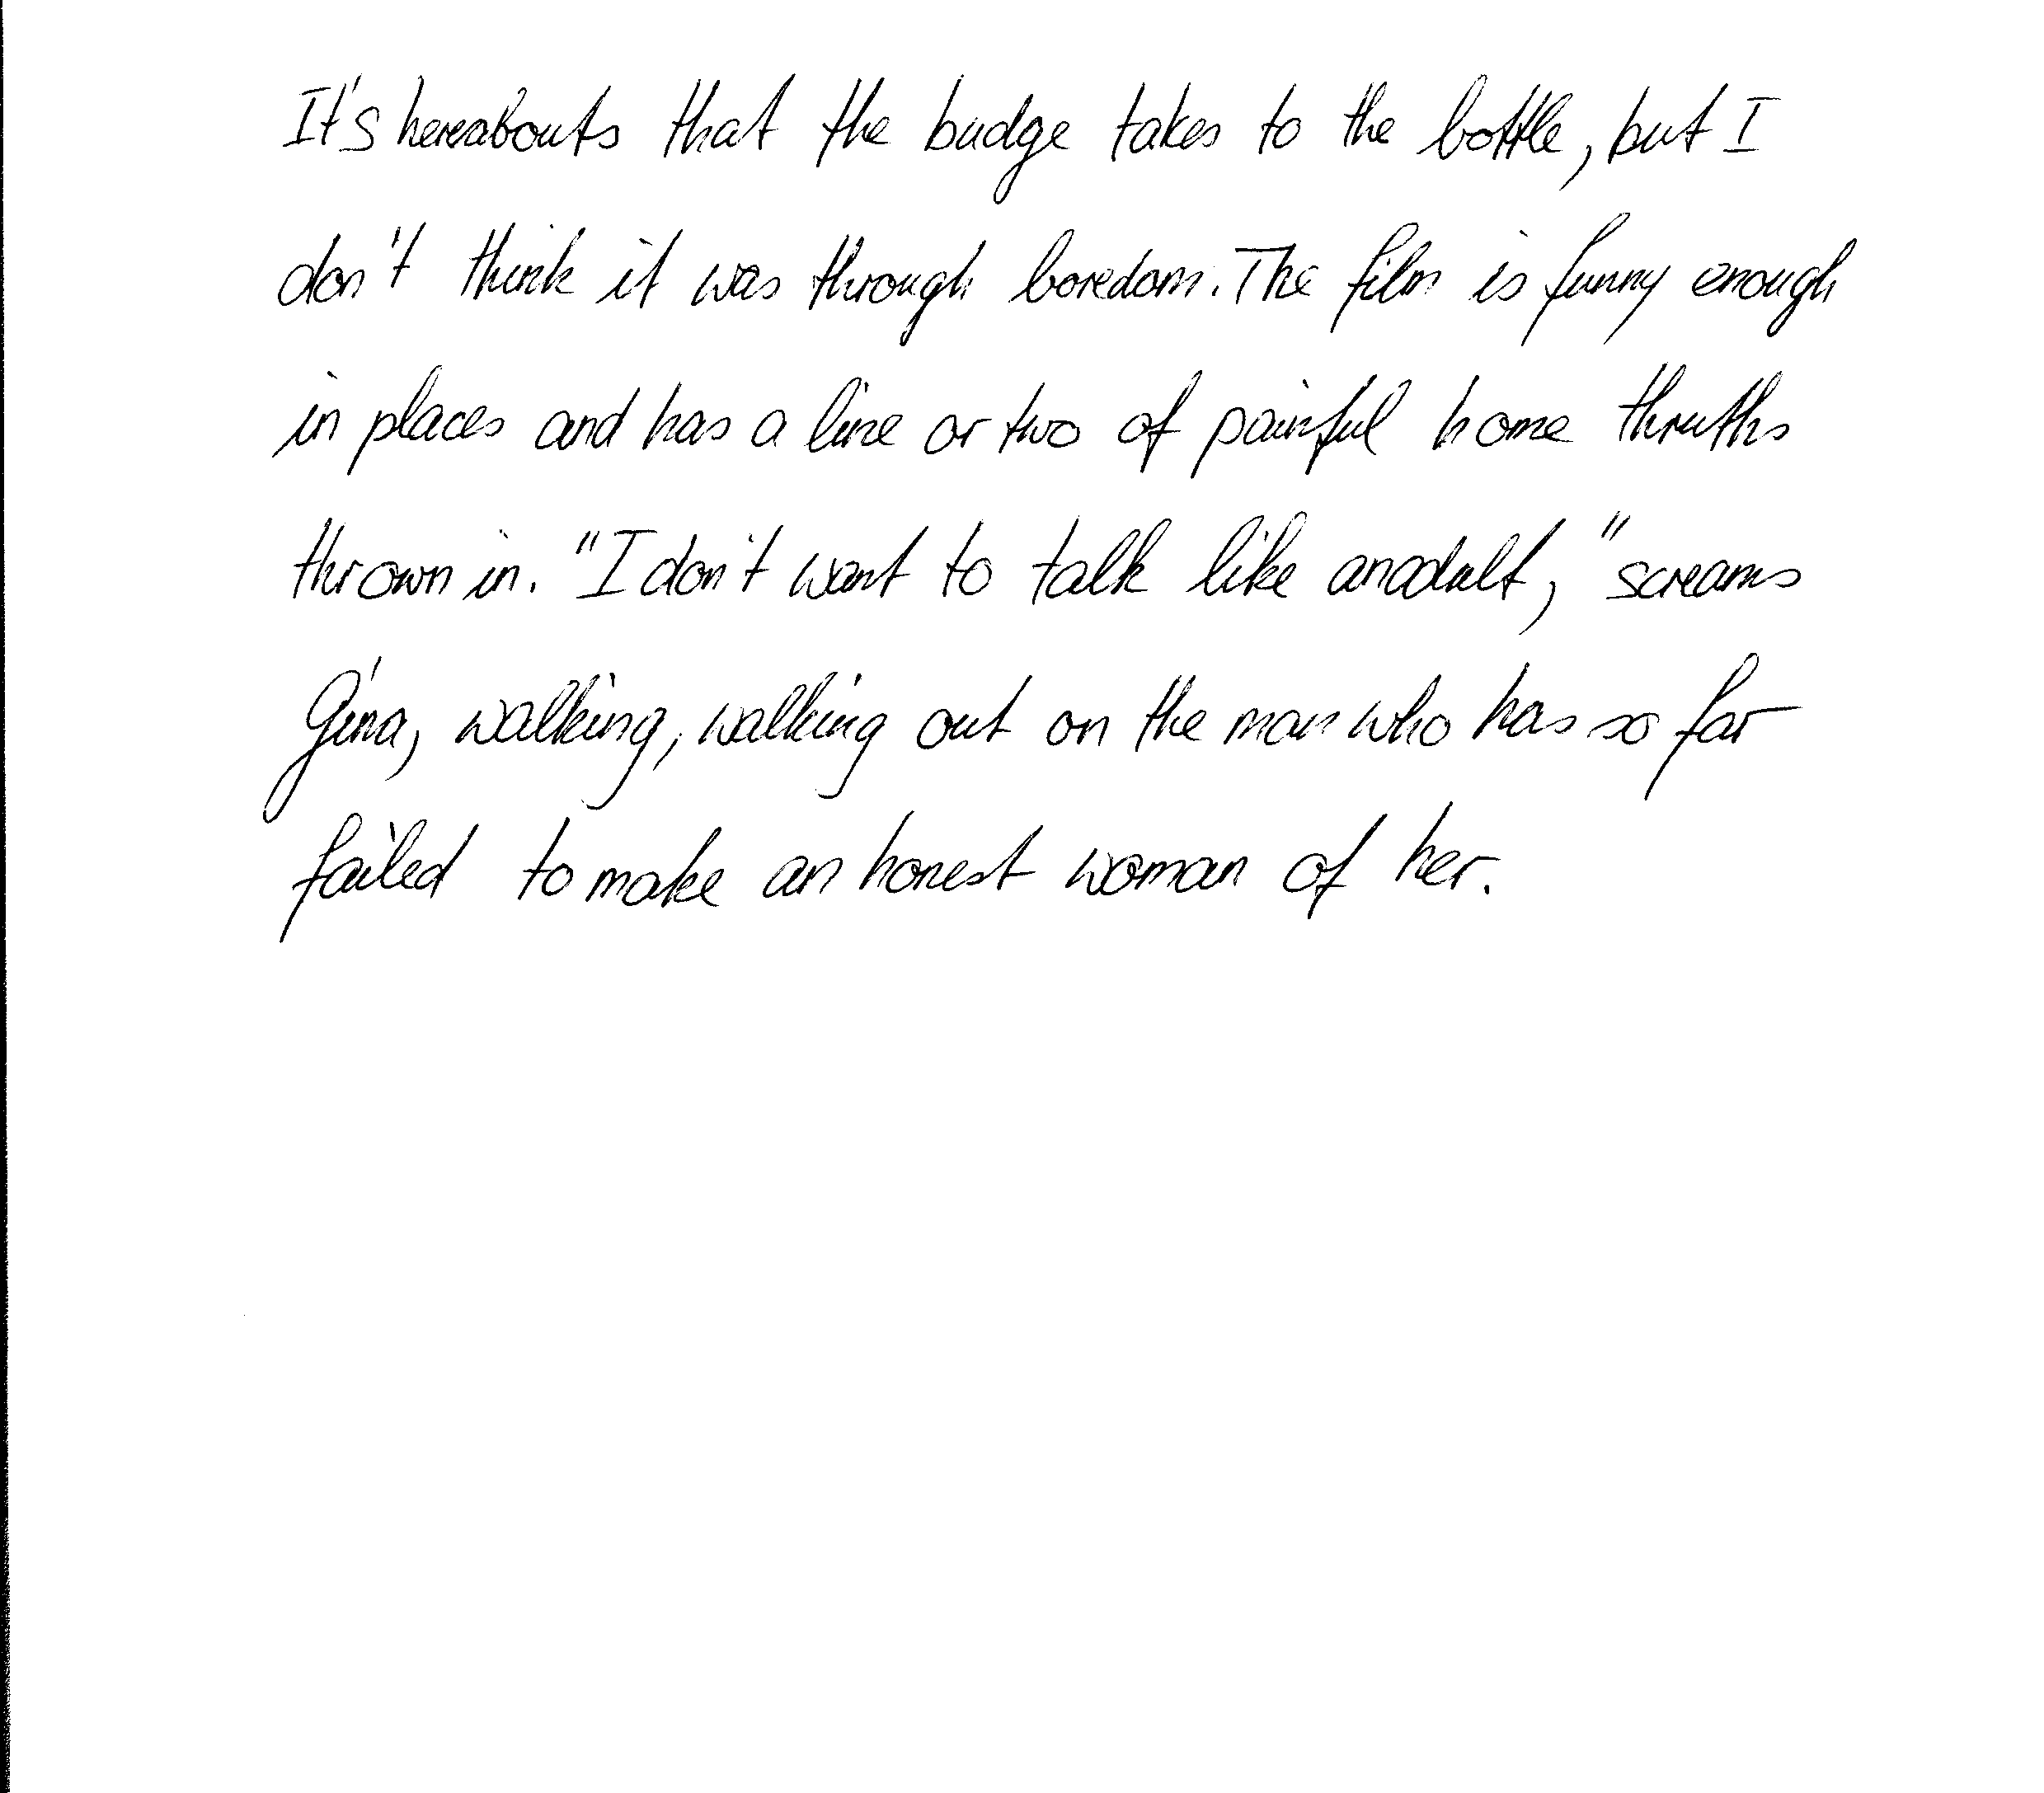 It's hereabouts that the budge takes to the bottle, but I
don't think it was through boredom. The film is funny enough
in places and has a line or two of painful home thruths
thrown in. "I don't want to talk like an adult," screams
Gina, walking, walking out on the man who has so far
failed to make an honest woman of her.